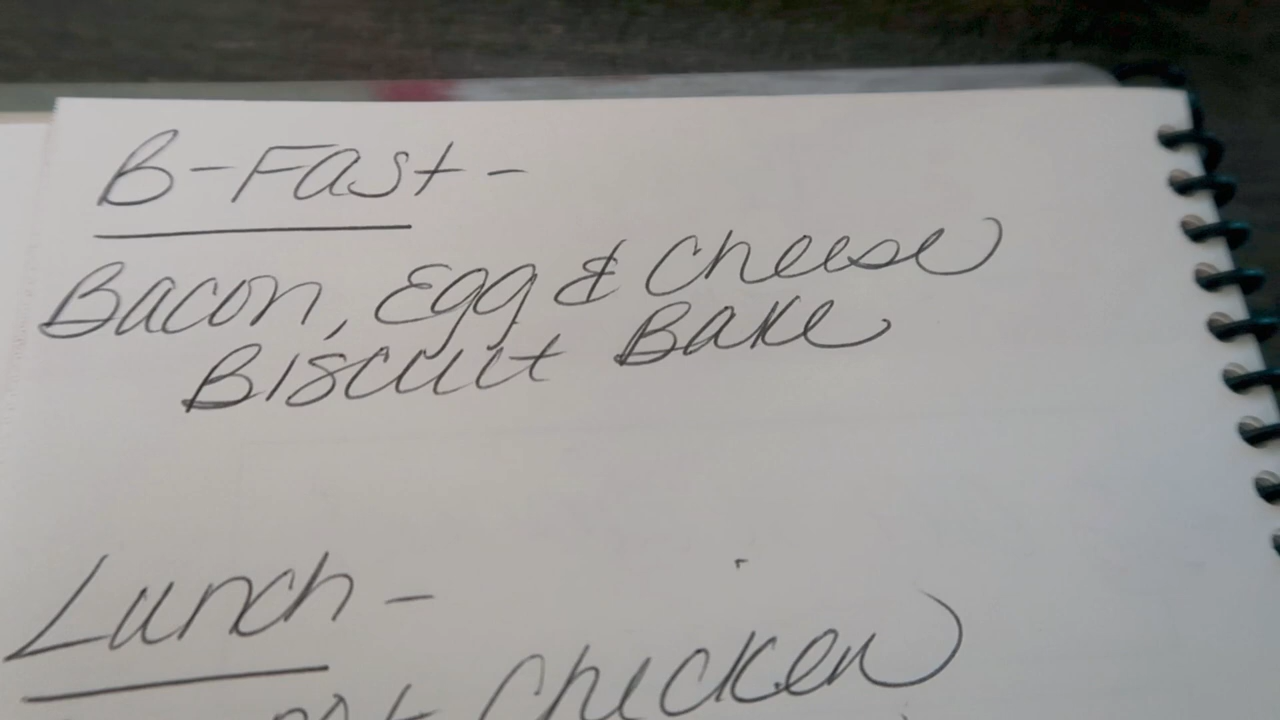 B-Fast-
Bacon, Egg & Cheese
Biscuit Bake
Lunch-
Chicken